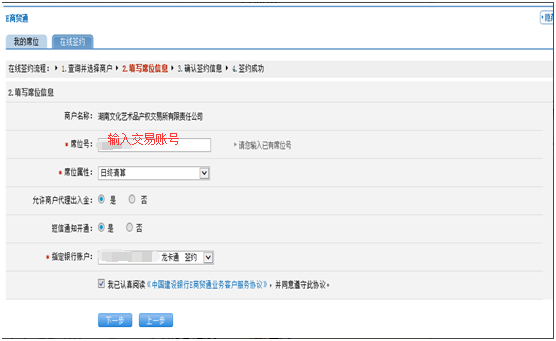 E商贸通
隐藏
我的席位 在线签约
在线签约流程： 1.查询并选择商户 2.填写席位信息 3.确认签约信息 4.签约成功
2.填写席位信息
商户名称： 湖南文化艺术品产权交易所有限责任公司
* 席位号： 输入交易账号 请您输入已有席位号
* 席位属性： 日终清算
允许商户代理出入金： 是 否
短信通知开通： 是 否
* 指定银行账户： 龙卡通 签约
我已认真阅读《中国建设银行E商贸通业务客户服务协议》，并同意遵守此协议。
下一步 上一步